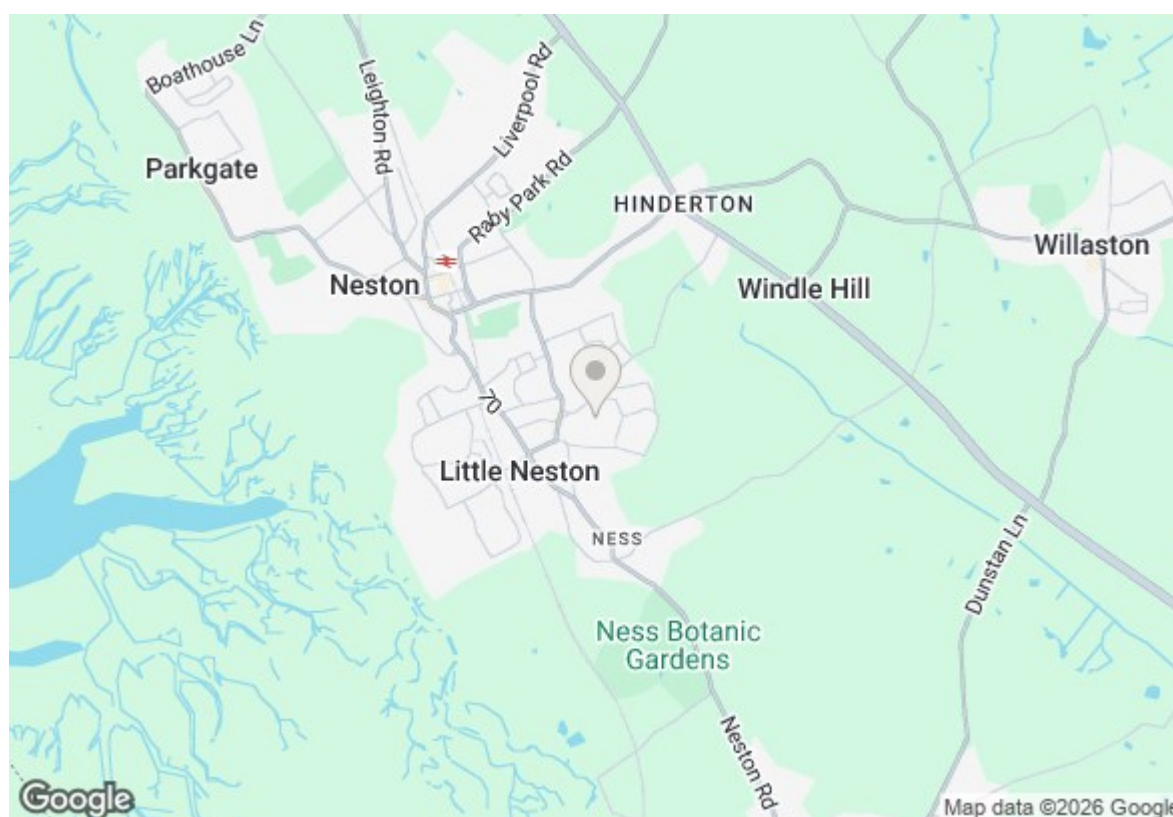 Boathouse Ln
Leighton Rd
Liverpool Rd
Parkgate
Raby Park Rd
HINDERTON
Willaston
Neston
Windle Hill
70
Little Neston
NESS
Dunstan Ln
Ness Botanic
Gardens
Neston Rd
Google
Map data ©2026 Google